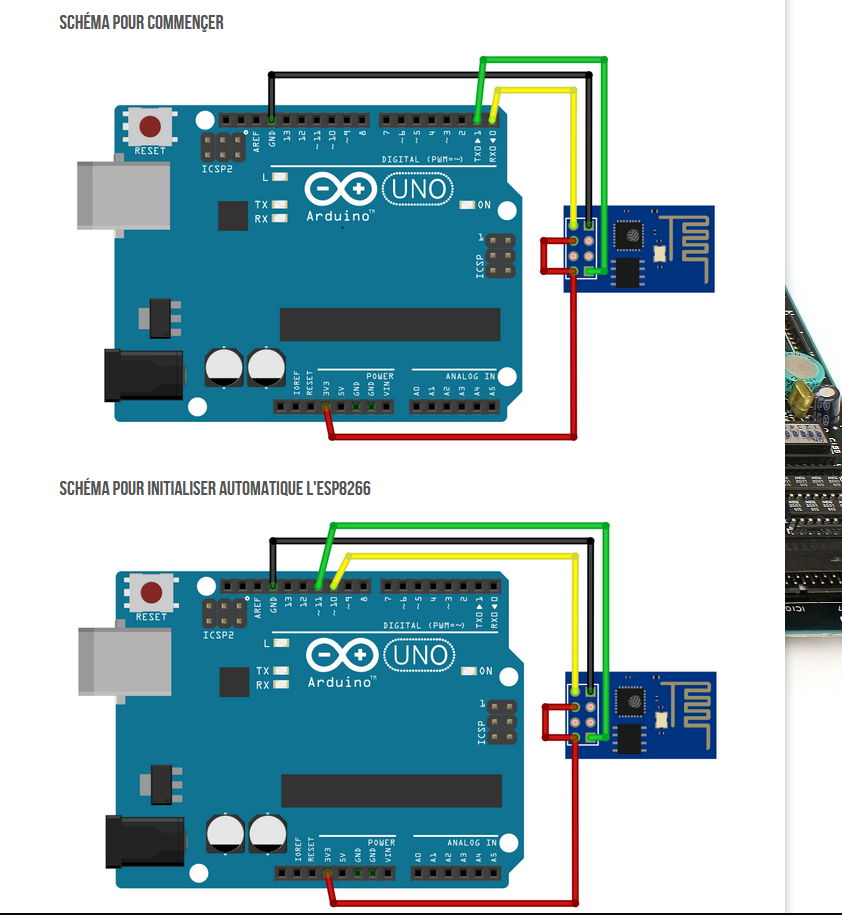 SCHÉMA POUR COMMENÇER
RESET
ICSP2
AREF
GND
13
12
~11
~10
~9
8
7
~6
~5
4
~3
2
TX0▶1
RX0◀0
DIGITAL (PWM=~)
L
TX
RX
UNO
ON
Arduino™
1
ICSP
POWER
ANALOG IN
IOREF
RESET
3V3
5V
GND
GND
VIN
A0
A1
A2
A3
A4
A5
SCHÉMA POUR INITIALISER AUTOMATIQUE L'ESP8266
RESET
ICSP2
AREF
GND
13
12
~11
~10
~9
8
7
~6
~5
4
~3
2
TX0▶1
RX0◀0
DIGITAL (PWM=~)
L
TX
RX
UNO
ON
Arduino™
1
ICSP
POWER
ANALOG IN
IOREF
RESET
3V3
5V
GND
GND
VIN
A0
A1
A2
A3
A4
A5